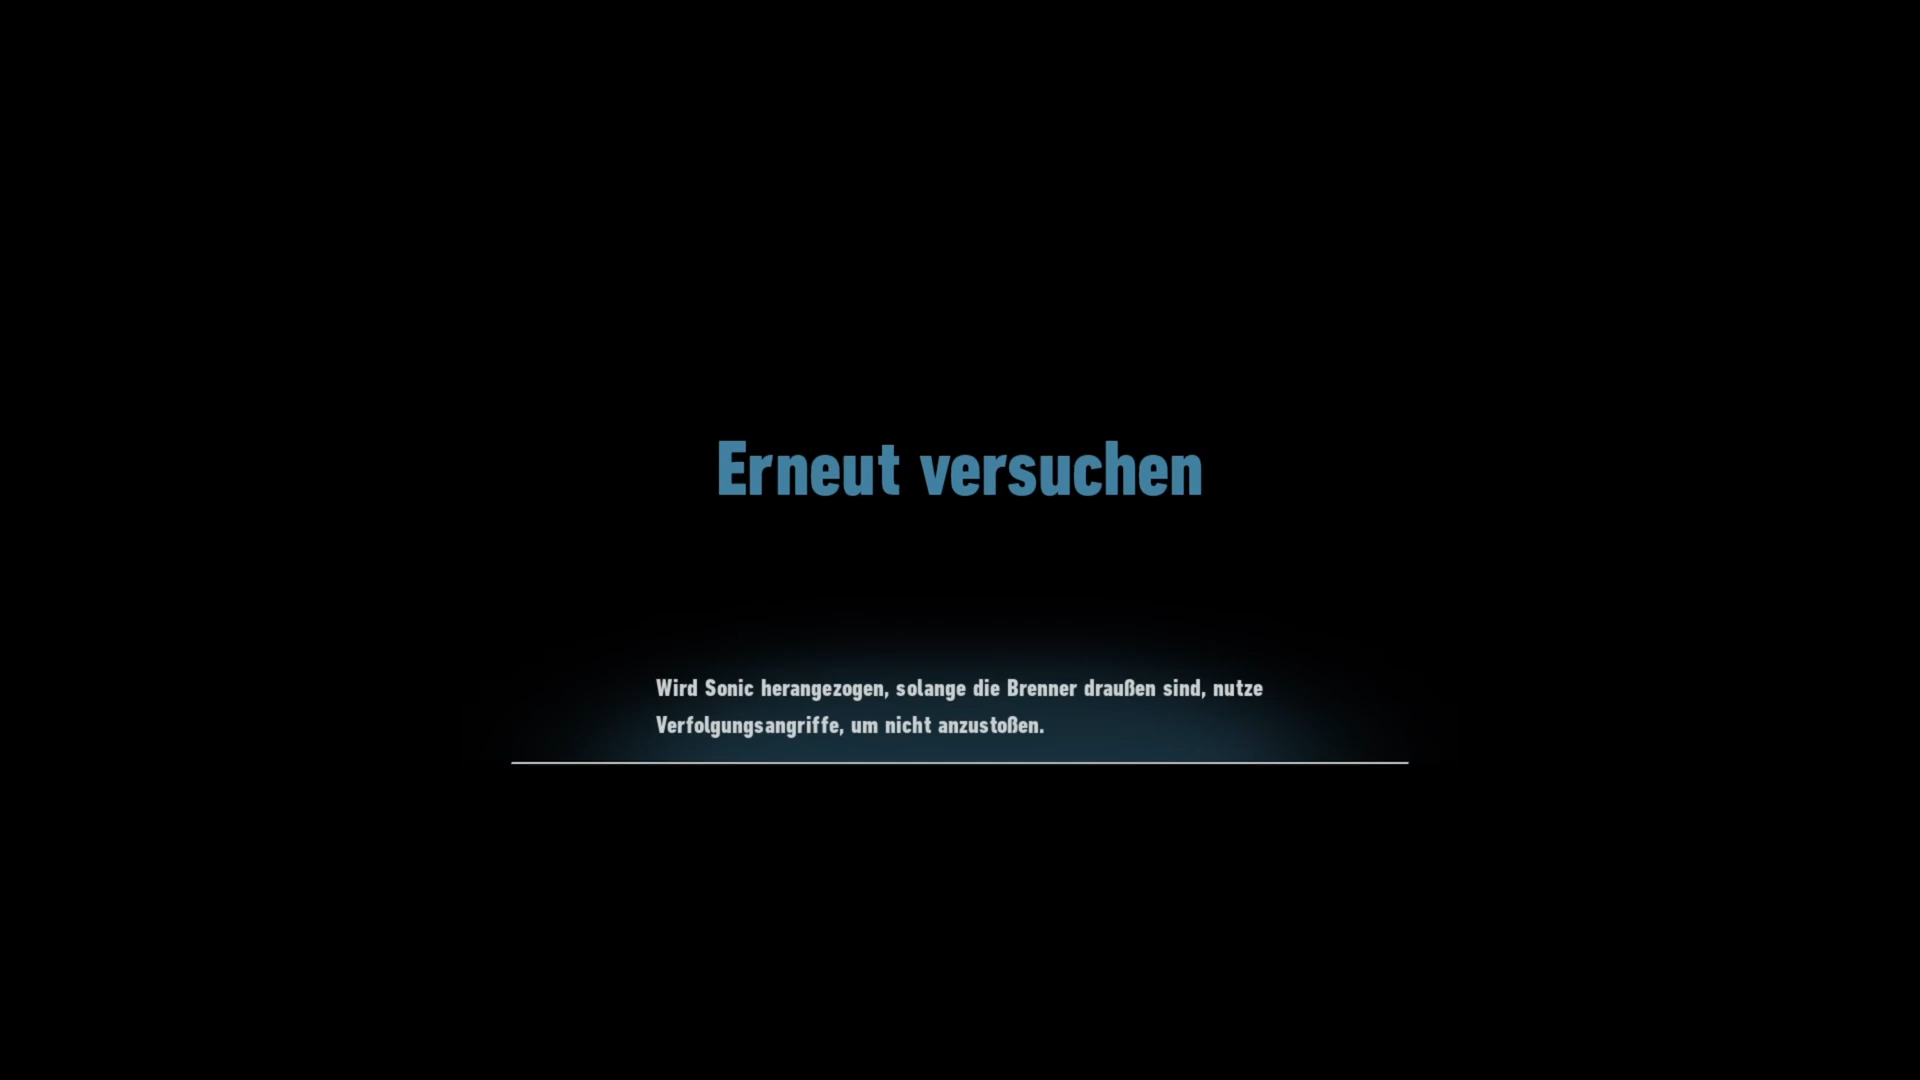 Erneut versuchen
Wird Sonic herangezogen, solange die Brenner draußen sind, nutze
Verfolgungsangriffe, um nicht anzustoßen.